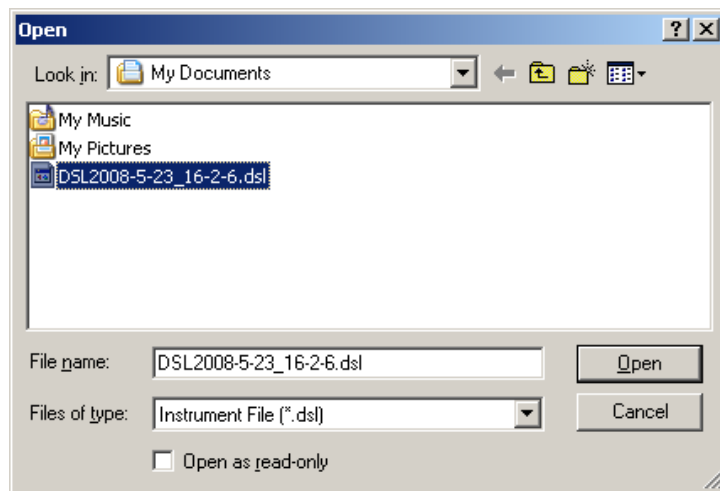 Open
Look in: My Documents
My Music
My Pictures
DSL2008-5-23_16-2-6.dsl
File name: DSL2008-5-23_16-2-6.dsl Open
Files of type: Instrument File (*.dsl) Cancel
Open as read-only